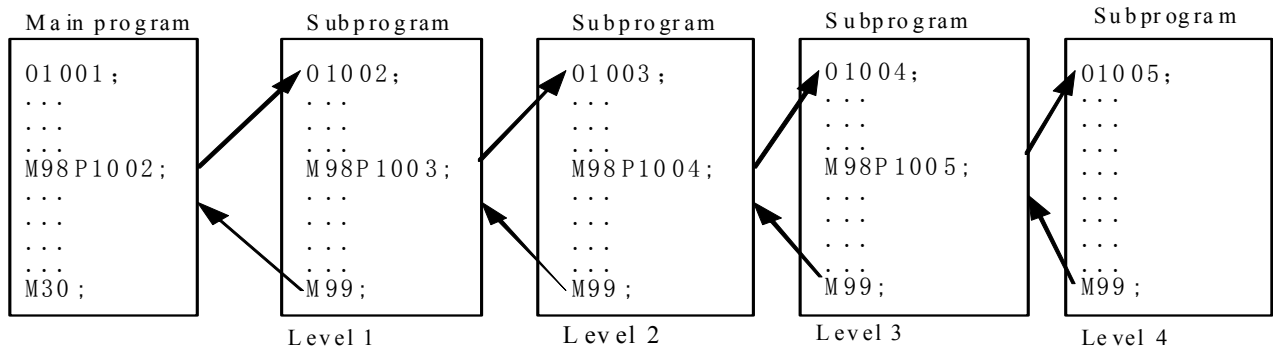 Main program
O1001;
...
...
M98P1002;
...
...
...
...
M30;
Subprogram
O1002;
...
...
M98P1003;
...
...
...
...
M99;
Level 1
Subprogram
O1003;
...
...
M98P1004;
...
...
...
...
M99;
Level 2
Subprogram
O1004;
...
...
M98P1005;
...
...
...
...
M99;
Level 3
Subprogram
O1005;
...
...
...
...
...
...
...
M99;
Level 4